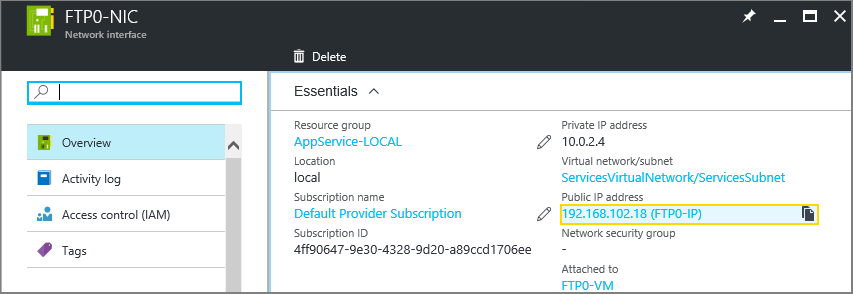 FTP0-NIC
Network interface
Delete
Overview
Activity log
Access control (IAM)
Tags
Essentials
Resource group
AppService-LOCAL
Location
local
Subscription name
Default Provider Subscription
Subscription ID
4ff90647-9e30-4328-9d20-a89ccd1706ee
Private IP address
10.0.2.4
Virtual network/subnet
ServicesVirtualNetwork/ServicesSubnet
Public IP address
192.168.102.18 (FTP0-IP)
Network security group
-
Attached to
FTP0-VM